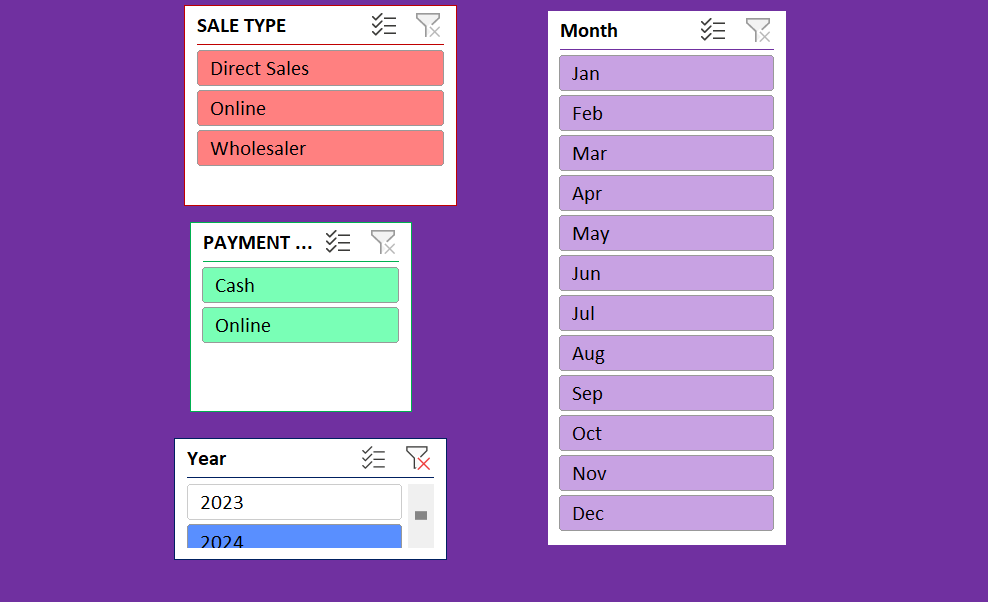 SALE TYPE
Direct Sales
Online
Wholesaler
PAYMENT ...
Cash
Online
Year
2023
2024
Month
Jan
Feb
Mar
Apr
May
Jun
Jul
Aug
Sep
Oct
Nov
Dec